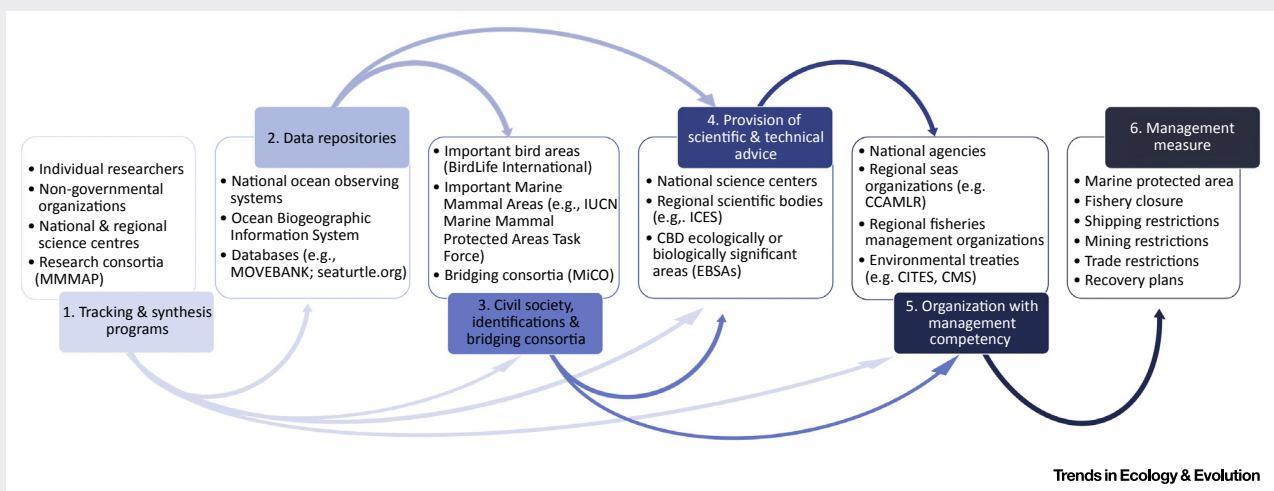 1. Tracking & synthesis
programs
• Individual researchers
• Non-governmental
organizations
• National & regional
science centres
• Research consortia
(MMMAP)
2. Data repositories
• National ocean observing
systems
• Ocean Biogeographic
Information System
• Databases (e.g.,
MOVEBANK; seaturtle.org)
3. Civil society,
identifications &
bridging consortia
• Important bird areas
(BirdLife International)
• Important Marine
Mammal Areas (e.g., IUCN
Marine Mammal
Protected Areas Task
Force)
• Bridging consortia (MiCO)
4. Provision of
scientific & technical
advice
• National science centers
• Regional scientific bodies
(e.g,. ICES)
• CBD ecologically or
biologically significant
areas (EBSAs)
5. Organization with
management
competency
• National agencies
• Regional seas
organizations (e.g.
CCAMLR)
• Regional fisheries
management organizations
• Environmental treaties
(e.g. CITES, CMS)
6. Management
measure
• Marine protected area
• Fishery closure
• Shipping restrictions
• Mining restrictions
• Trade restrictions
• Recovery plans
Trends in Ecology & Evolution